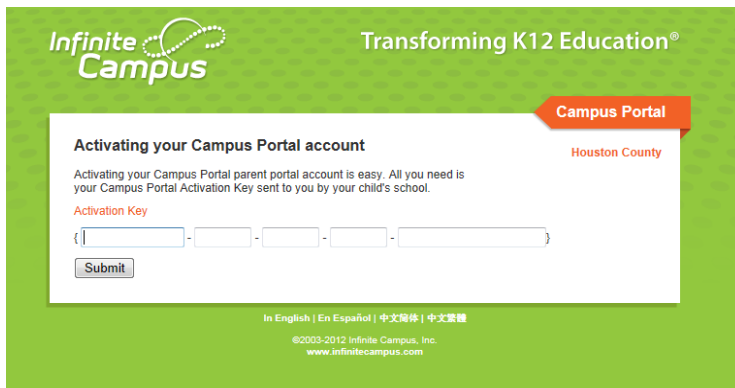 Infinite
Campus
Transforming K12 Education®
Campus Portal
Houston County
Activating your Campus Portal account
Activating your Campus Portal parent portal account is easy. All you need is
your Campus Portal Activation Key sent to you by your child's school.
Activation Key
{ - - - - }
Submit
In English | En Español | 中文简体 | 中文繁體
©2003-2012 Infinite Campus, Inc.
www.infinitecampus.com